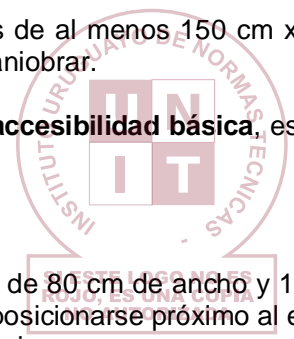 s de al menos 150 cm x
aniobrar.
accesibilidad básica, es
INSTITUTO URUGUAYO DE NORMAS TECNICAS
U N
I T
de 80 cm de ancho y 1
SI ESTE LOGO NO ES
ROJO, ES UNA COPIA
posicionarse próximo al e